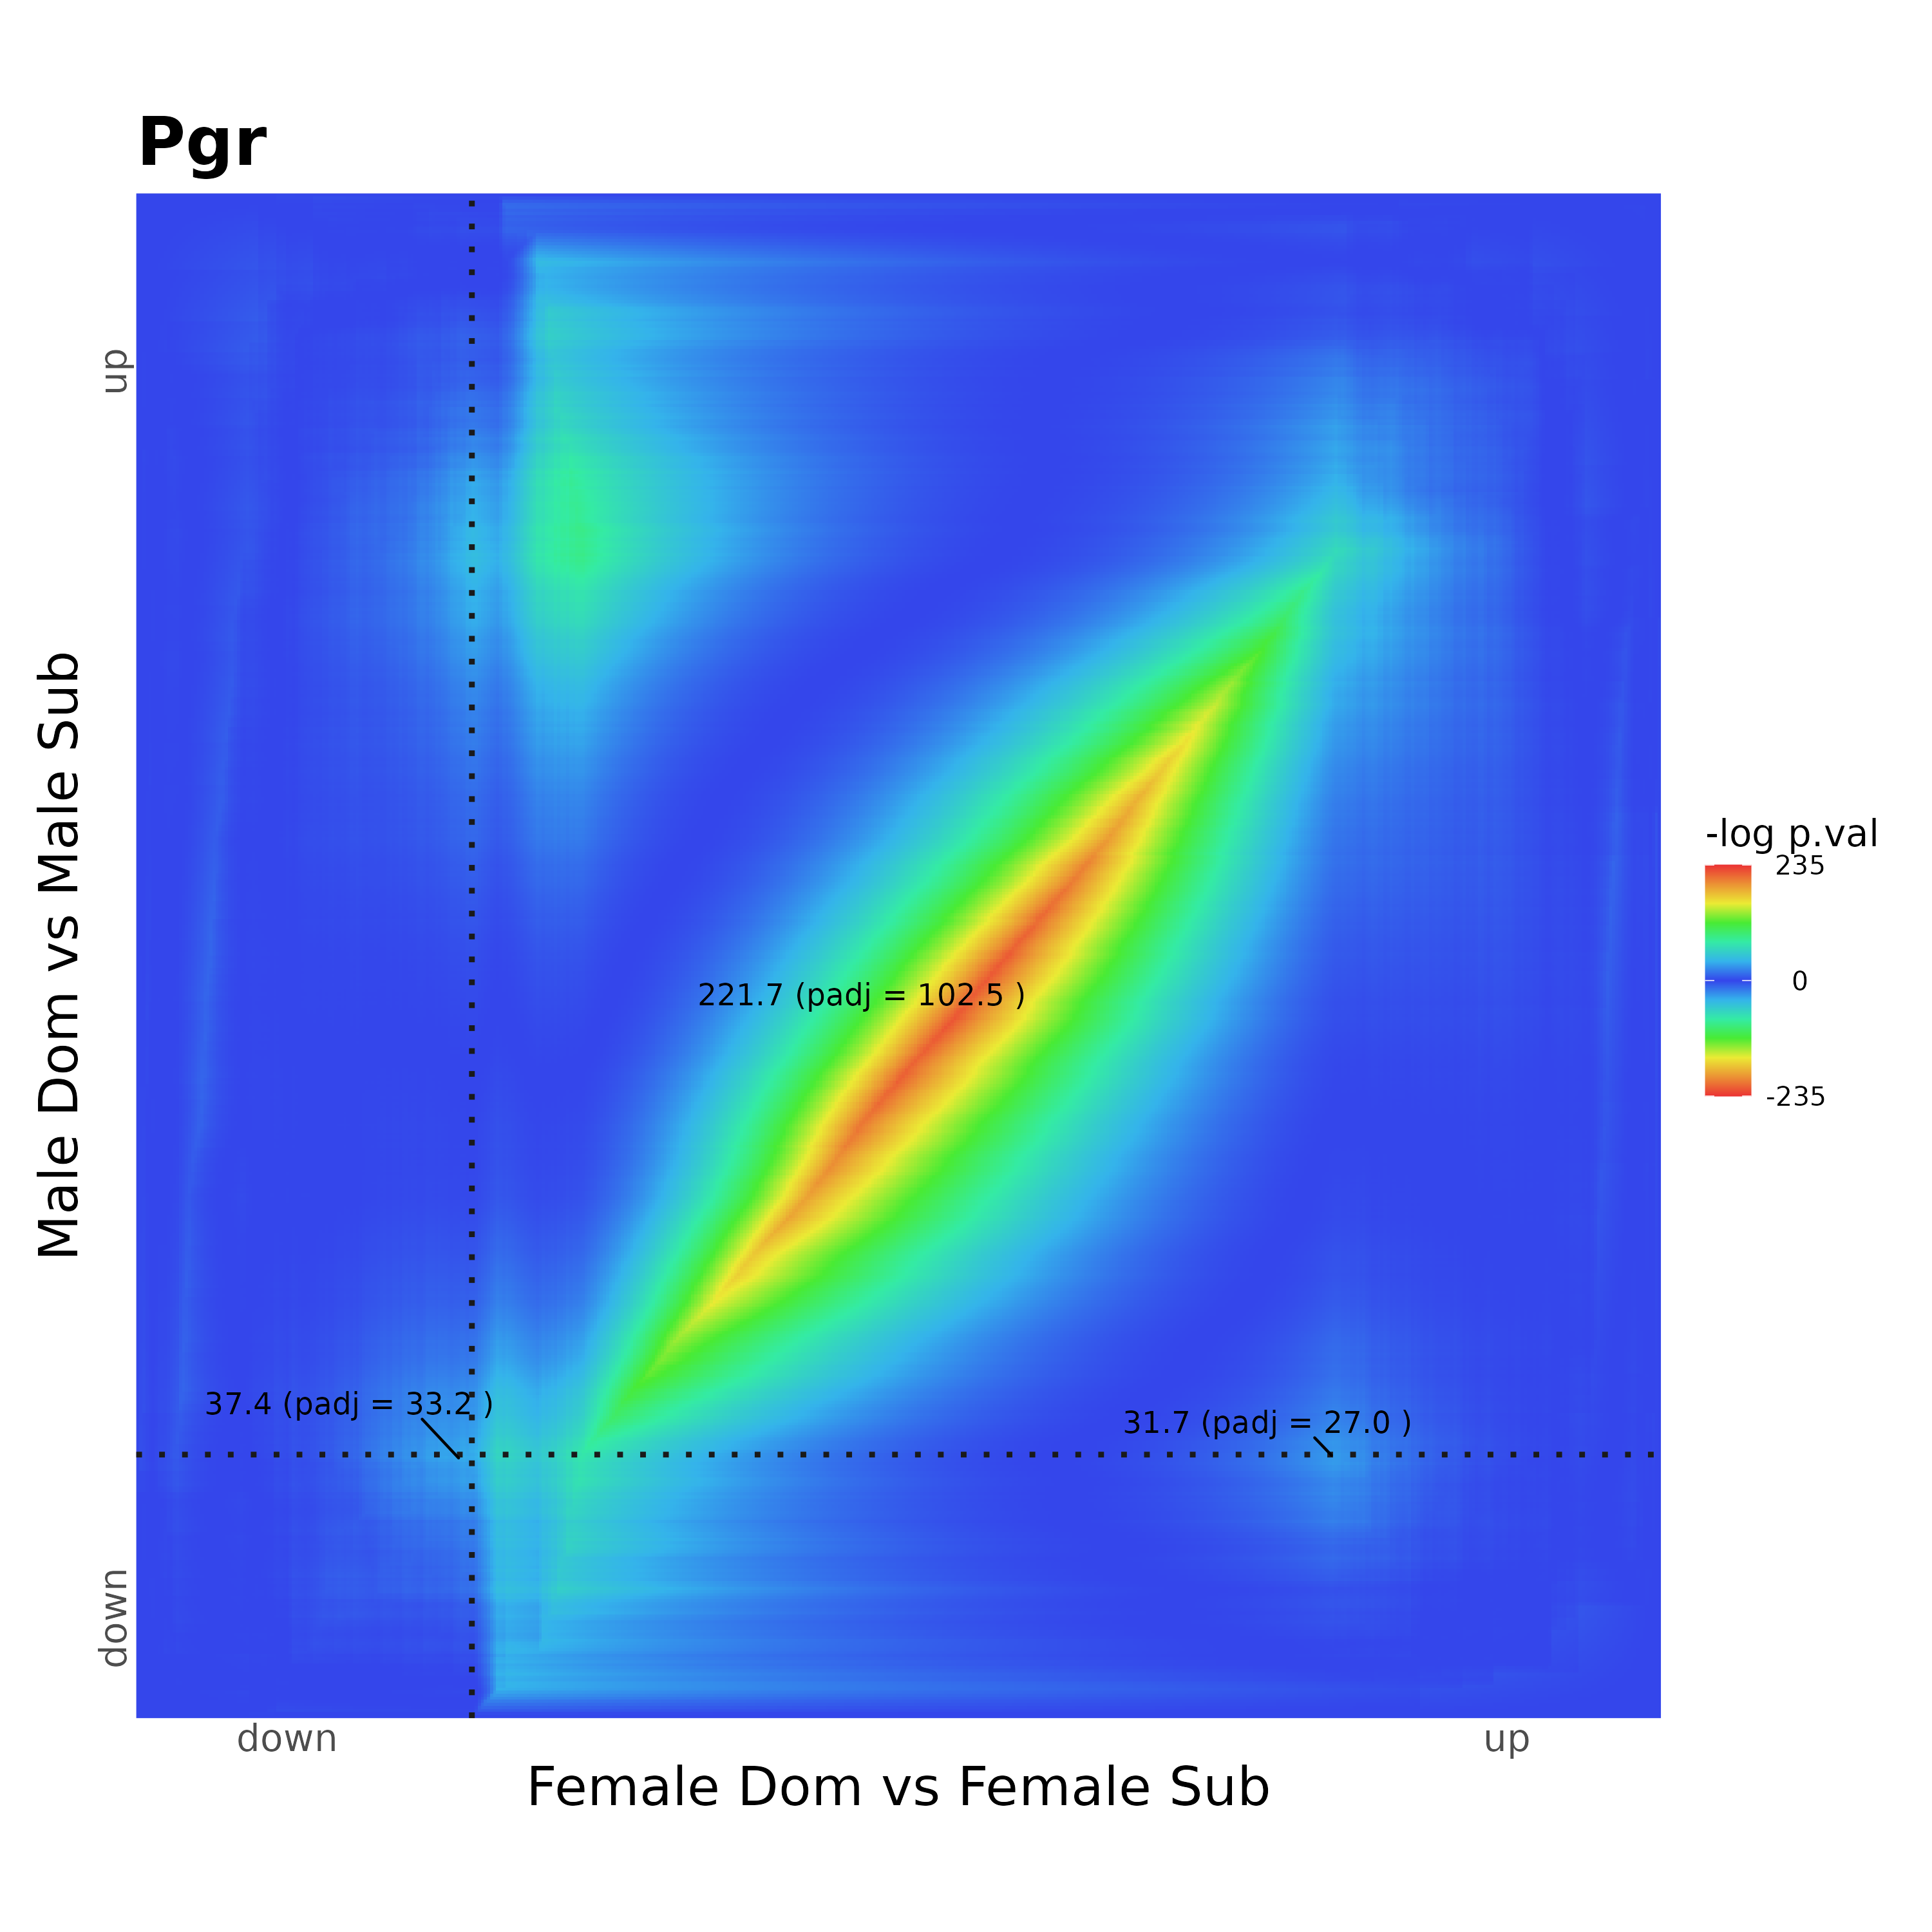 Pgr
up
Male Dom vs Male Sub
down
221.7 (padj = 102.5 )
37.4 (padj = 33.2 )
31.7 (padj = 27.0 )
down
up
Female Dom vs Female Sub
-log p.val
235
0
-235